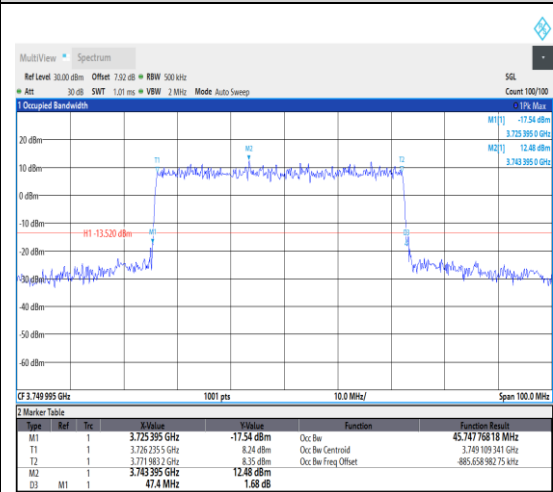 MultiView Spectrum
Ref Level 30.00 dBm Offset 7.92 dB RBW 500 kHz SGL
Att 30 dB SWT 1.01 ms VBW 2 MHz Mode Auto Sweep Count 100/100
1 Occupied Bandwidth 1Pk Max
M1[1] -17.54 dBm
3.725 395 0 GHz
M2[1] 12.48 dBm
3.743 395 0 GHz
20 dBm
M2
T1 T2
10 dBm
0 dBm
-10 dBm
H1 -13.520 dBm M1
-20 dBm
-30 dBm
-40 dBm
-50 dBm
-60 dBm
CF 3.749 995 GHz 1001 pts 10.0 MHz/ Span 100.0 MHz
2 Marker Table
Type Ref Trc X-Value Y-Value Function Function Result
M1 1 3.725 395 GHz -17.54 dBm Occ Bw 45.747 768 18 MHz
T1 1 3.726 235 5 GHz 8.24 dBm Occ Bw Centroid 3.749 109 341 GHz
T2 1 3.771 983 2 GHz 8.35 dBm Occ Bw Freq Offset -885.658 982 75 kHz
M2 1 3.743 395 GHz 12.48 dBm
D3 M1 1 47.4 MHz 1.68 dB